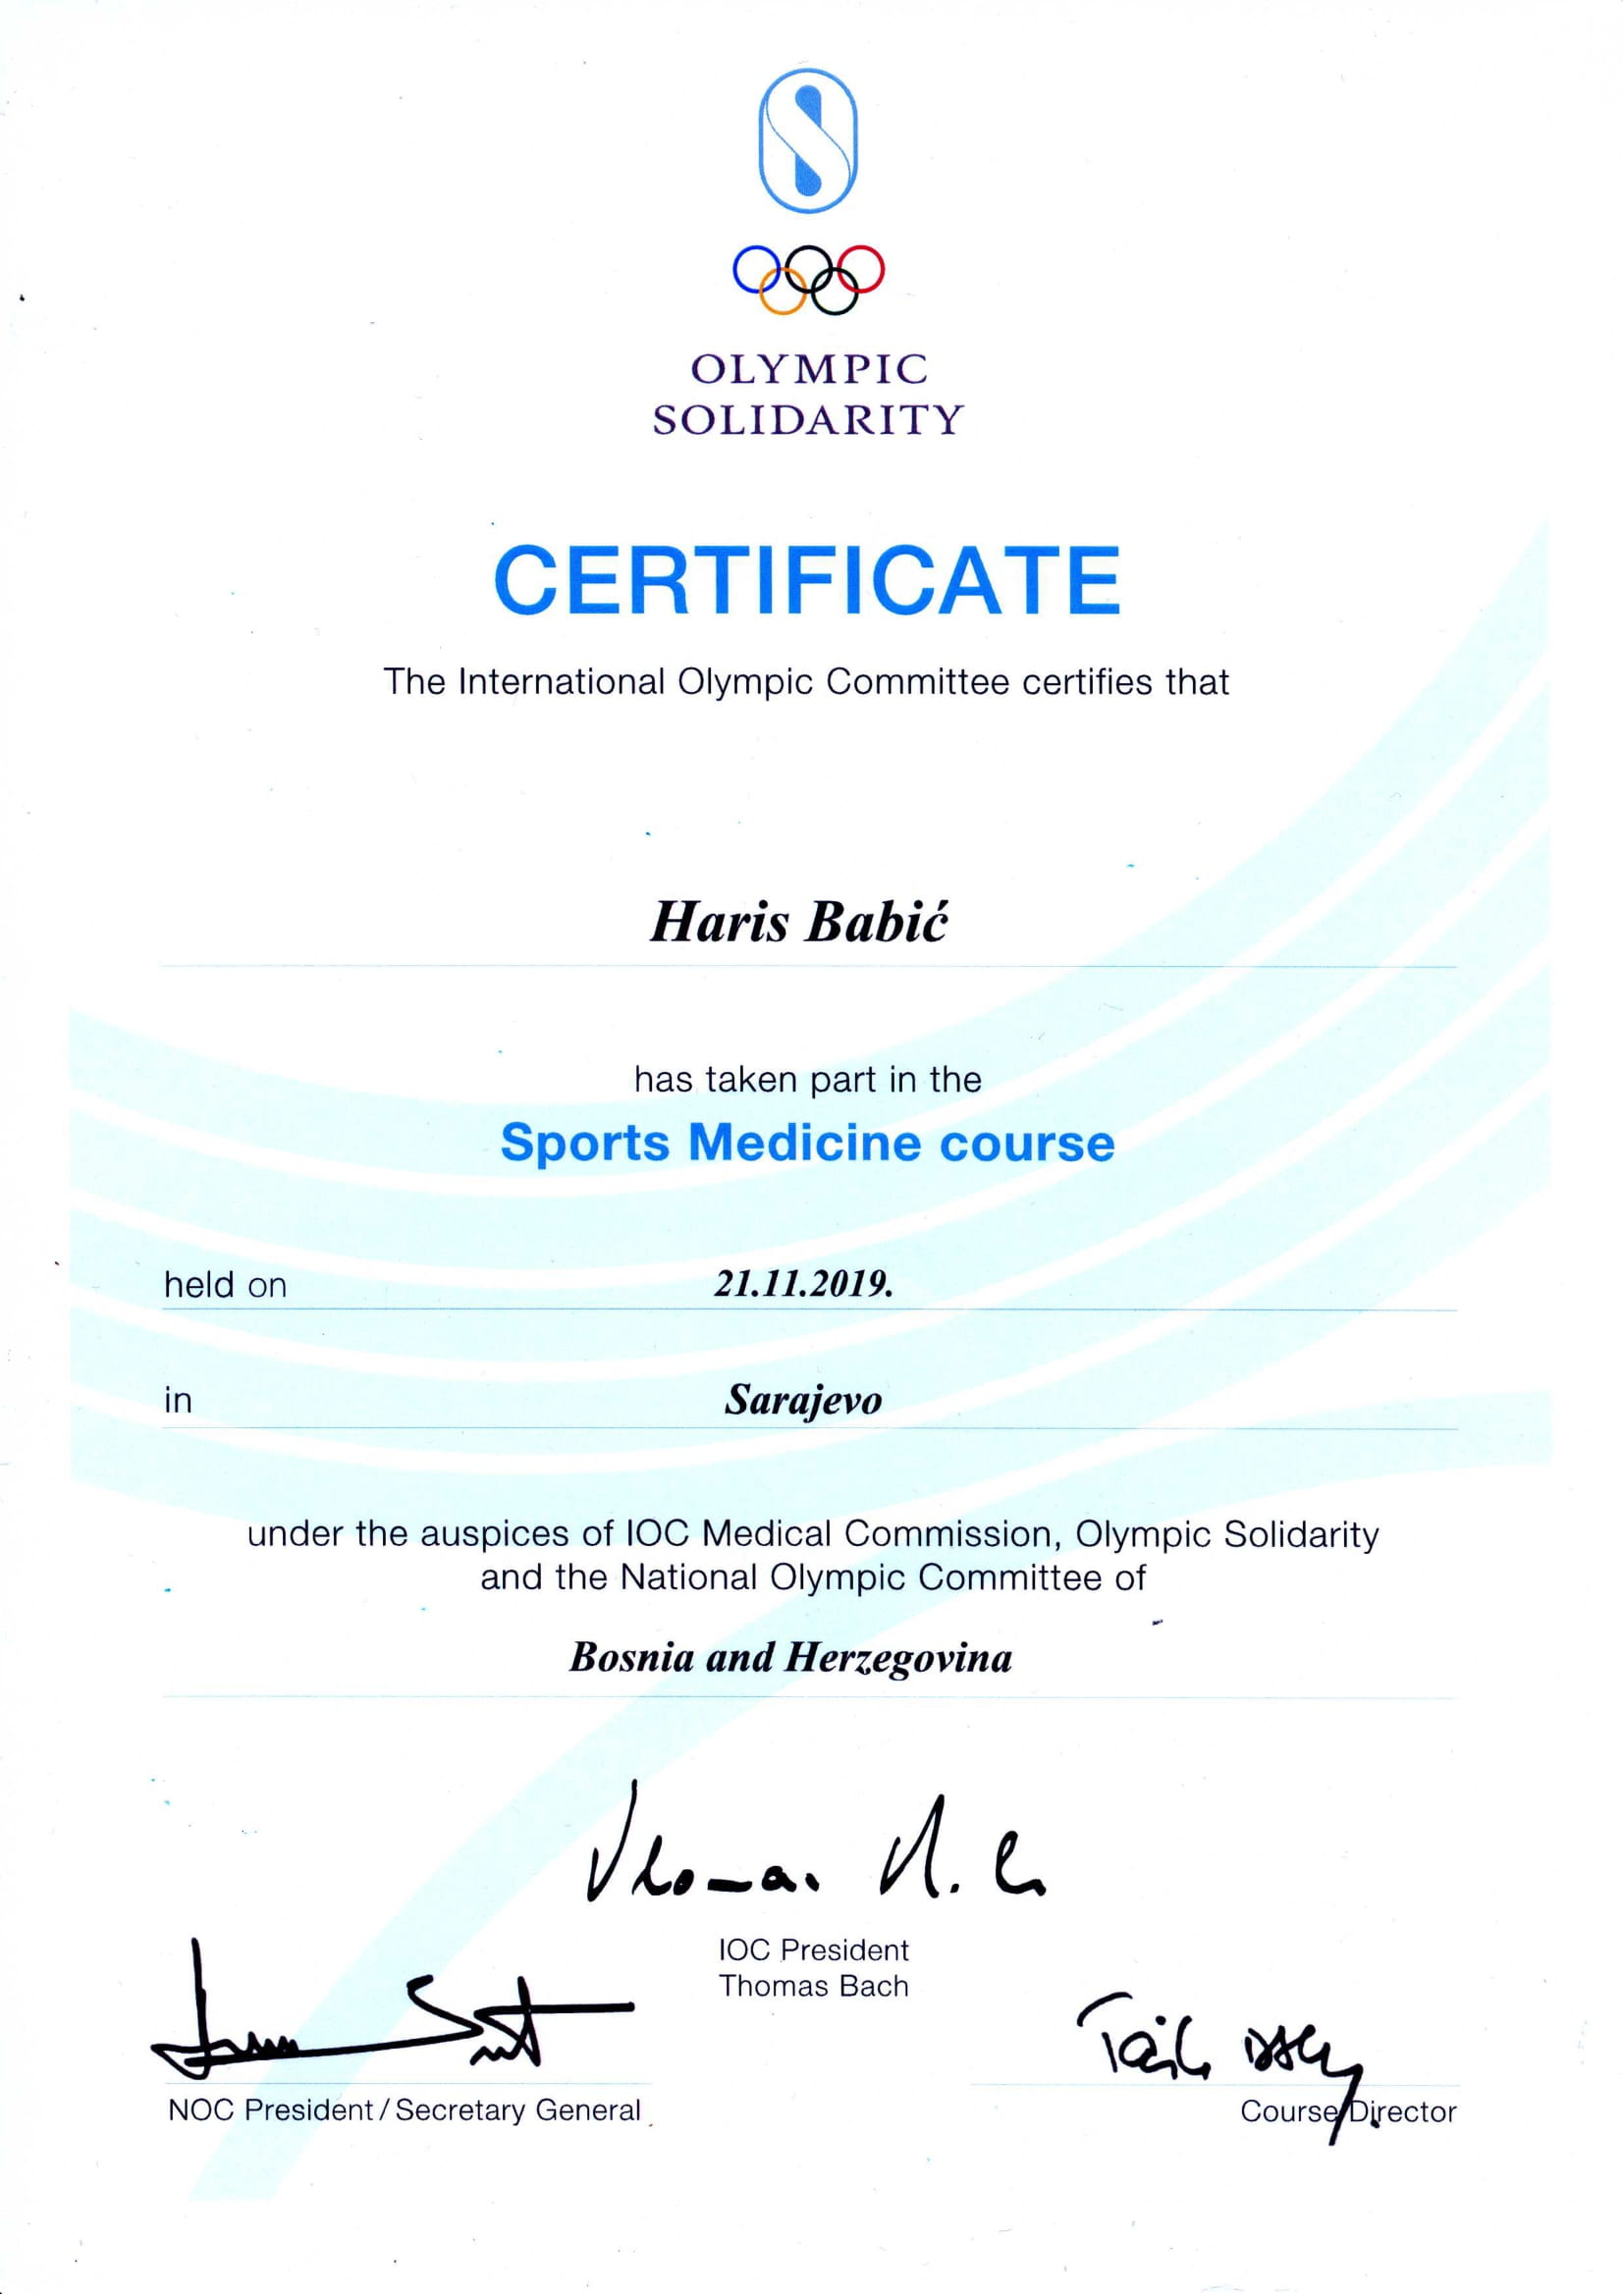 OLYMPIC
SOLIDARITY
CERTIFICATE
The International Olympic Committee certifies that
Haris Babić
has taken part in the
Sports Medicine course
held on 21.11.2019.
in Sarajevo
under the auspices of IOC Medical Commission, Olympic Solidarity
and the National Olympic Committee of
Bosnia and Herzegovina
IOC President
Thomas Bach
NOC President / Secretary General
Course Director